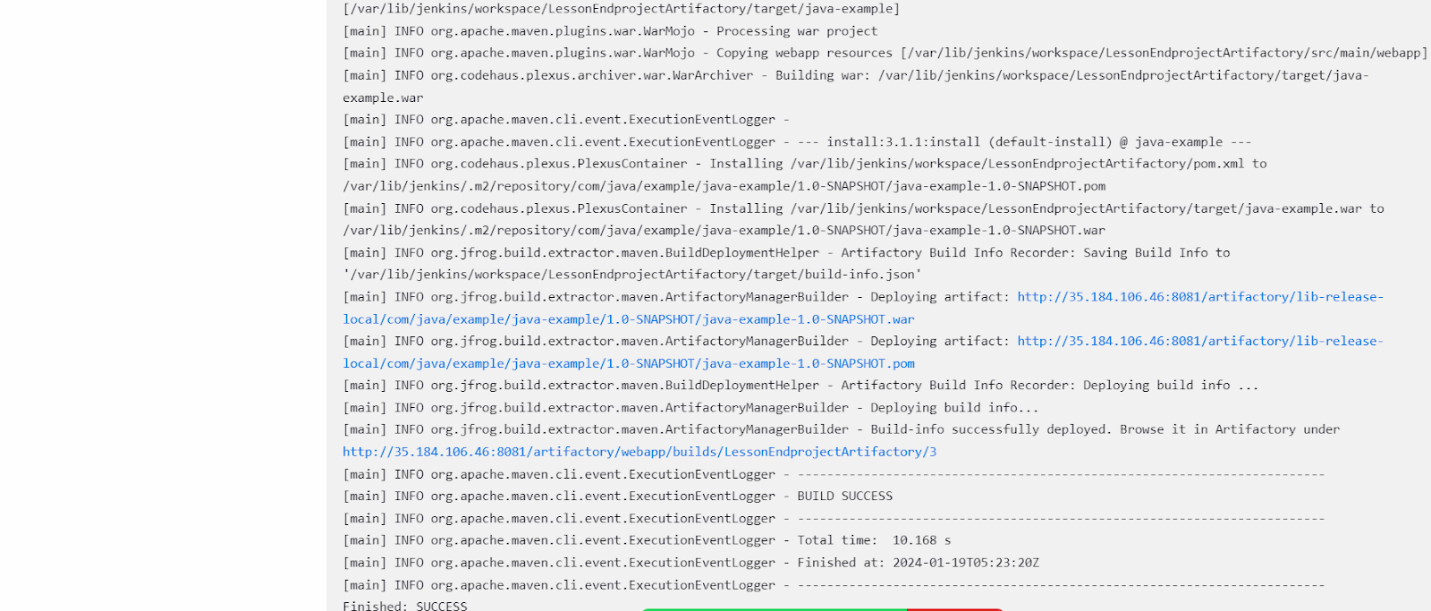 [/var/lib/jenkins/workspace/LessonEndprojectArtifactory/target/java-example]
[main] INFO org.apache.maven.plugins.war.WarMojo - Processing war project
[main] INFO org.apache.maven.plugins.war.WarMojo - Copying webapp resources [/var/lib/jenkins/workspace/LessonEndprojectArtifactory/src/main/webapp]
[main] INFO org.codehaus.plexus.archiver.war.WarArchiver - Building war: /var/lib/jenkins/workspace/LessonEndprojectArtifactory/target/java-
example.war
[main] INFO org.apache.maven.cli.event.ExecutionEventLogger -
[main] INFO org.apache.maven.cli.event.ExecutionEventLogger - --- install:3.1.1:install (default-install) @ java-example ---
[main] INFO org.codehaus.plexus.PlexusContainer - Installing /var/lib/jenkins/workspace/LessonEndprojectArtifactory/pom.xml to
/var/lib/jenkins/.m2/repository/com/java/example/java-example/1.0-SNAPSHOT/java-example-1.0-SNAPSHOT.pom
[main] INFO org.codehaus.plexus.PlexusContainer - Installing /var/lib/jenkins/workspace/LessonEndprojectArtifactory/target/java-example.war to
/var/lib/jenkins/.m2/repository/com/java/example/java-example/1.0-SNAPSHOT/java-example-1.0-SNAPSHOT.war
[main] INFO org.jfrog.build.extractor.maven.BuildDeploymentHelper - Artifactory Build Info Recorder: Saving Build Info to
'/var/lib/jenkins/workspace/LessonEndprojectArtifactory/target/build-info.json'
[main] INFO org.jfrog.build.extractor.maven.ArtifactoryManagerBuilder - Deploying artifact: http://35.184.106.46:8081/artifactory/lib-release-
local/com/java/example/java-example/1.0-SNAPSHOT/java-example-1.0-SNAPSHOT.war
[main] INFO org.jfrog.build.extractor.maven.ArtifactoryManagerBuilder - Deploying artifact: http://35.184.106.46:8081/artifactory/lib-release-
local/com/java/example/java-example/1.0-SNAPSHOT/java-example-1.0-SNAPSHOT.pom
[main] INFO org.jfrog.build.extractor.maven.BuildDeploymentHelper - Artifactory Build Info Recorder: Deploying build info ...
[main] INFO org.jfrog.build.extractor.maven.ArtifactoryManagerBuilder - Deploying build info...
[main] INFO org.jfrog.build.extractor.maven.ArtifactoryManagerBuilder - Build-info successfully deployed. Browse it in Artifactory under
http://35.184.106.46:8081/artifactory/webapp/builds/LessonEndprojectArtifactory/3
[main] INFO org.apache.maven.cli.event.ExecutionEventLogger - ------------------------------------------------------------------------
[main] INFO org.apache.maven.cli.event.ExecutionEventLogger - BUILD SUCCESS
[main] INFO org.apache.maven.cli.event.ExecutionEventLogger - ------------------------------------------------------------------------
[main] INFO org.apache.maven.cli.event.ExecutionEventLogger - Total time:  10.168 s
[main] INFO org.apache.maven.cli.event.ExecutionEventLogger - Finished at: 2024-01-19T05:23:20Z
[main] INFO org.apache.maven.cli.event.ExecutionEventLogger - ------------------------------------------------------------------------
Finished: SUCCESS